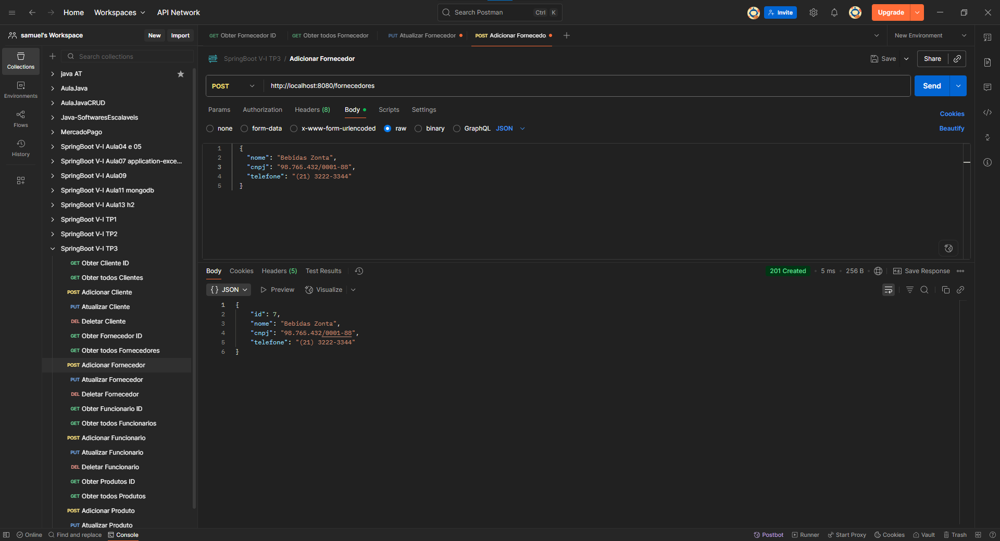 Home Workspaces API Network Search Postman Ctrl K Invite Upgrade
samuel's Workspace New Import GET Obter Fornecedor ID GET Obter todos Fornecedor PUT Atualizar Fornecedor POST Adicionar Fornecedo New Environment
Search collections
HTTP SpringBoot V-I TP3 / Adicionar Fornecedor Save Share
Collections
Environments
Flows
History
java AT
AulaJava
AulaJavaCRUD
Java-SoftwaresEscalaveis
MercadoPago
SpringBoot V-I Aula04 e 05
SpringBoot V-I Aula07 application-exce...
SpringBoot V-I Aula09
SpringBoot V-I Aula11 mongodb
SpringBoot V-I Aula13 h2
SpringBoot V-I TP1
SpringBoot V-I TP2
SpringBoot V-I TP3
GET Obter Cliente ID
GET Obter todos Clientes
POST Adicionar Cliente
PUT Atualizar Cliente
DEL Deletar Cliente
GET Obter Fornecedor ID
GET Obter todos Fornecedores
POST Adicionar Fornecedor
PUT Atualizar Fornecedor
DEL Deletar Fornecedor
GET Obter Funcionario ID
GET Obter todos Funcionarios
POST Adicionar Funcionario
PUT Atualizar Funcionario
DEL Deletar Funcionario
GET Obter Produtos ID
GET Obter todos Produtos
POST Adicionar Produto
PUT Atualizar Produto
POST http://localhost:8080/fornecedores Send
Params Authorization Headers (8) Body Scripts Settings Cookies
none form-data x-www-form-urlencoded raw binary GraphQL JSON Beautify
1 {
2 "nome": "Bebidas Zonta",
3 "cnpj": "98.765.432/0001-88",
4 "telefone": "(21) 3222-3344"
5 }
Body Cookies Headers (5) Test Results 201 Created 5 ms 256 B e.g. Save Response
{} JSON Preview Visualize
1 {
2 "id": 7,
3 "nome": "Bebidas Zonta",
4 "cnpj": "98.765.432/0001-88",
5 "telefone": "(21) 3222-3344"
6 }
Online Find and replace Console Postbot Runner Start Proxy Cookies Vault Trash